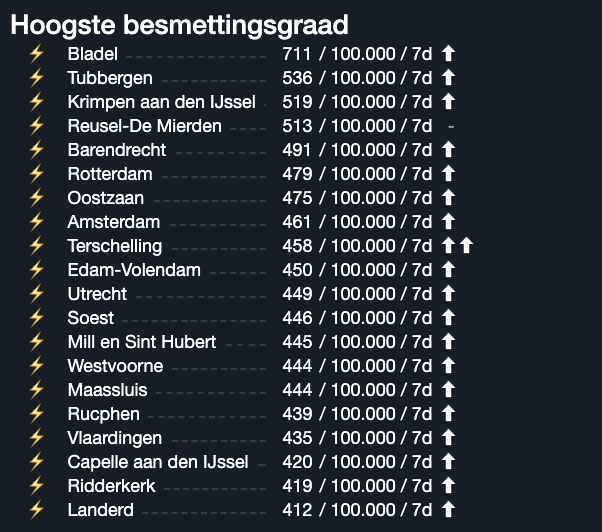 Hoogste besmettingsgraad
⚡ Bladel 711 / 100.000 / 7d ⬆
⚡ Tubbergen 536 / 100.000 / 7d ⬆
⚡ Krimpen aan den IJssel 519 / 100.000 / 7d ⬆
⚡ Reusel-De Mierden 513 / 100.000 / 7d -
⚡ Barendrecht 491 / 100.000 / 7d ⬆
⚡ Rotterdam 479 / 100.000 / 7d ⬆
⚡ Oostzaan 475 / 100.000 / 7d ⬆
⚡ Amsterdam 461 / 100.000 / 7d ⬆
⚡ Terschelling 458 / 100.000 / 7d ⬆⬆
⚡ Edam-Volendam 450 / 100.000 / 7d ⬆
⚡ Utrecht 449 / 100.000 / 7d ⬆
⚡ Soest 446 / 100.000 / 7d ⬆
⚡ Mill en Sint Hubert 445 / 100.000 / 7d ⬆
⚡ Westvoorne 444 / 100.000 / 7d ⬆
⚡ Maassluis 444 / 100.000 / 7d ⬆
⚡ Rucphen 439 / 100.000 / 7d ⬆
⚡ Vlaardingen 435 / 100.000 / 7d ⬆
⚡ Capelle aan den IJssel 420 / 100.000 / 7d ⬆
⚡ Ridderkerk 419 / 100.000 / 7d ⬆
⚡ Landerd 412 / 100.000 / 7d ⬆